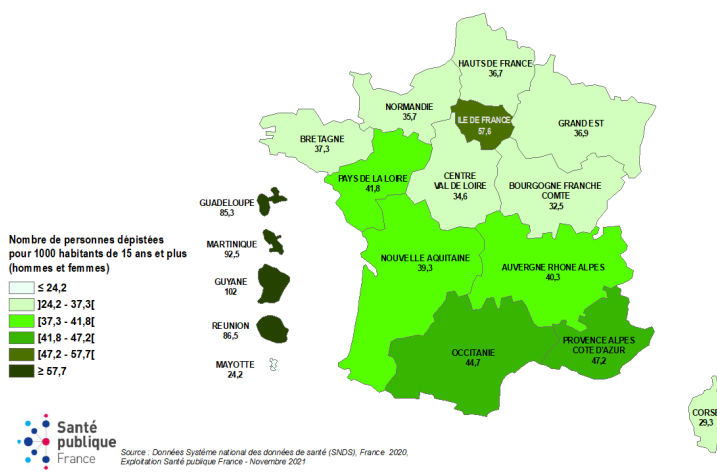 HAUTS DE FRANCE
36,7
NORMANDIE
35,7
ILE DE FRANCE
57,6
GRAND EST
36,9
BRETAGNE
37,3
PAYS DE LA LOIRE
41,8
CENTRE
VAL DE LOIRE
34,6
BOURGOGNE FRANCHE
COMTE
32,5
GUADELOUPE
85,3
MARTINIQUE
92,5
GUYANE
102
REUNION
86,5
MAYOTTE
24,2
NOUVELLE AQUITAINE
39,3
AUVERGNE RHONE ALPES
40,3
OCCITANIE
44,7
PROVENCE ALPES
COTE D'AZUR
47,2
CORSE
29,3
Nombre de personnes dépistées
pour 1000 habitants de 15 ans et plus
(hommes et femmes)
≤ 24,2
]24,2 - 37,3[
[37,3 - 41,8[
[41,8 - 47,2[
[47,2 - 57,7[
≥ 57,7
Santé
publique
France
Source : Données Système national des données de santé (SNDS), France 2020,
Exploitation Santé publique France - Novembre 2021